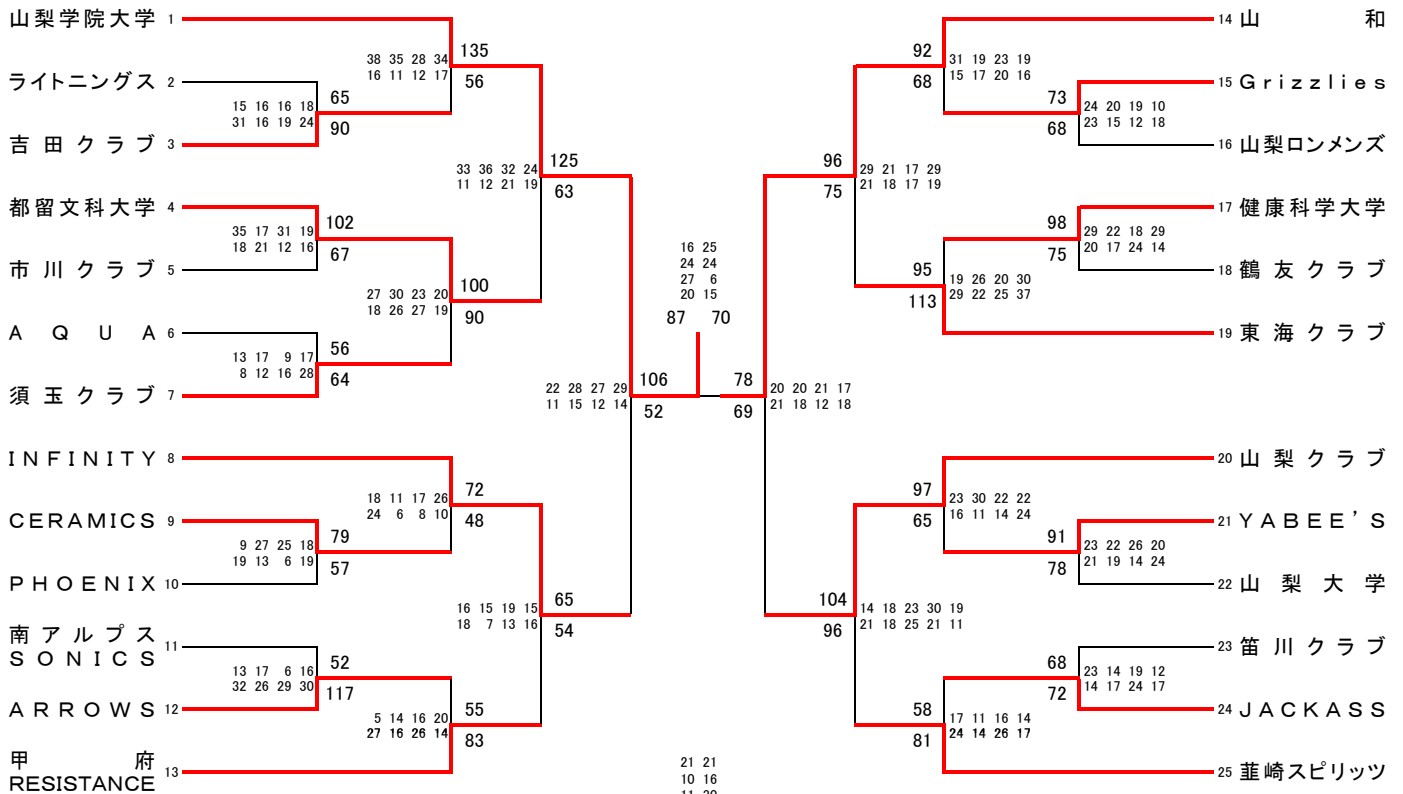 山梨学院大学 1
ライトニングス 2
吉田クラブ 3
都留文科大学 4
市川クラブ 5
AQUA 6
須玉クラブ 7
INFINITY 8
CERAMICS 9
PHOENIX 10
南アルプス
SONICS 11
ARROWS 12
甲府
RESISTANCE 13
15 16 16 18
31 16 19 24
65
90
35 17 31 19
18 21 12 16
102
67
13 17 9 17
8 12 16 28
56
64
9 27 25 18
19 13 6 19
79
57
13 17 6 16
32 26 29 30
52
117
38 35 28 34
16 11 12 17
135
56
27 30 23 20
18 26 27 19
100
90
18 11 17 26
24 6 8 10
72
48
5 14 16 20
27 16 26 14
55
83
33 36 32 24
11 12 21 19
125
63
16 15 19 15
18 7 13 16
65
54
22 28 27 29
11 15 12 14
106
52
16 25
24 24
27 6
20 15
87 70
21 21
10 16
78
69
20 20 21 17
21 18 12 18
96
75
29 21 17 29
21 18 17 19
104
96
14 18 23 30 19
21 18 25 21 11
92
68
31 19 23 19
15 17 20 16
95
113
19 26 20 30
29 22 25 37
97
65
23 30 22 22
16 11 14 24
58
81
17 11 16 14
24 14 26 17
73
68
24 20 19 10
23 15 12 18
98
75
29 22 18 29
20 17 24 14
91
78
23 22 26 20
21 19 14 24
68
72
23 14 19 12
14 17 24 17
14 山和
15 Grizzlies
16 山梨ロンメンズ
17 健康科学大学
18 鶴友クラブ
19 東海クラブ
20 山梨クラブ
21 YABEE'S
22 山梨大学
23 笛川クラブ
24 JACKASS
25 韮崎スピリッツ